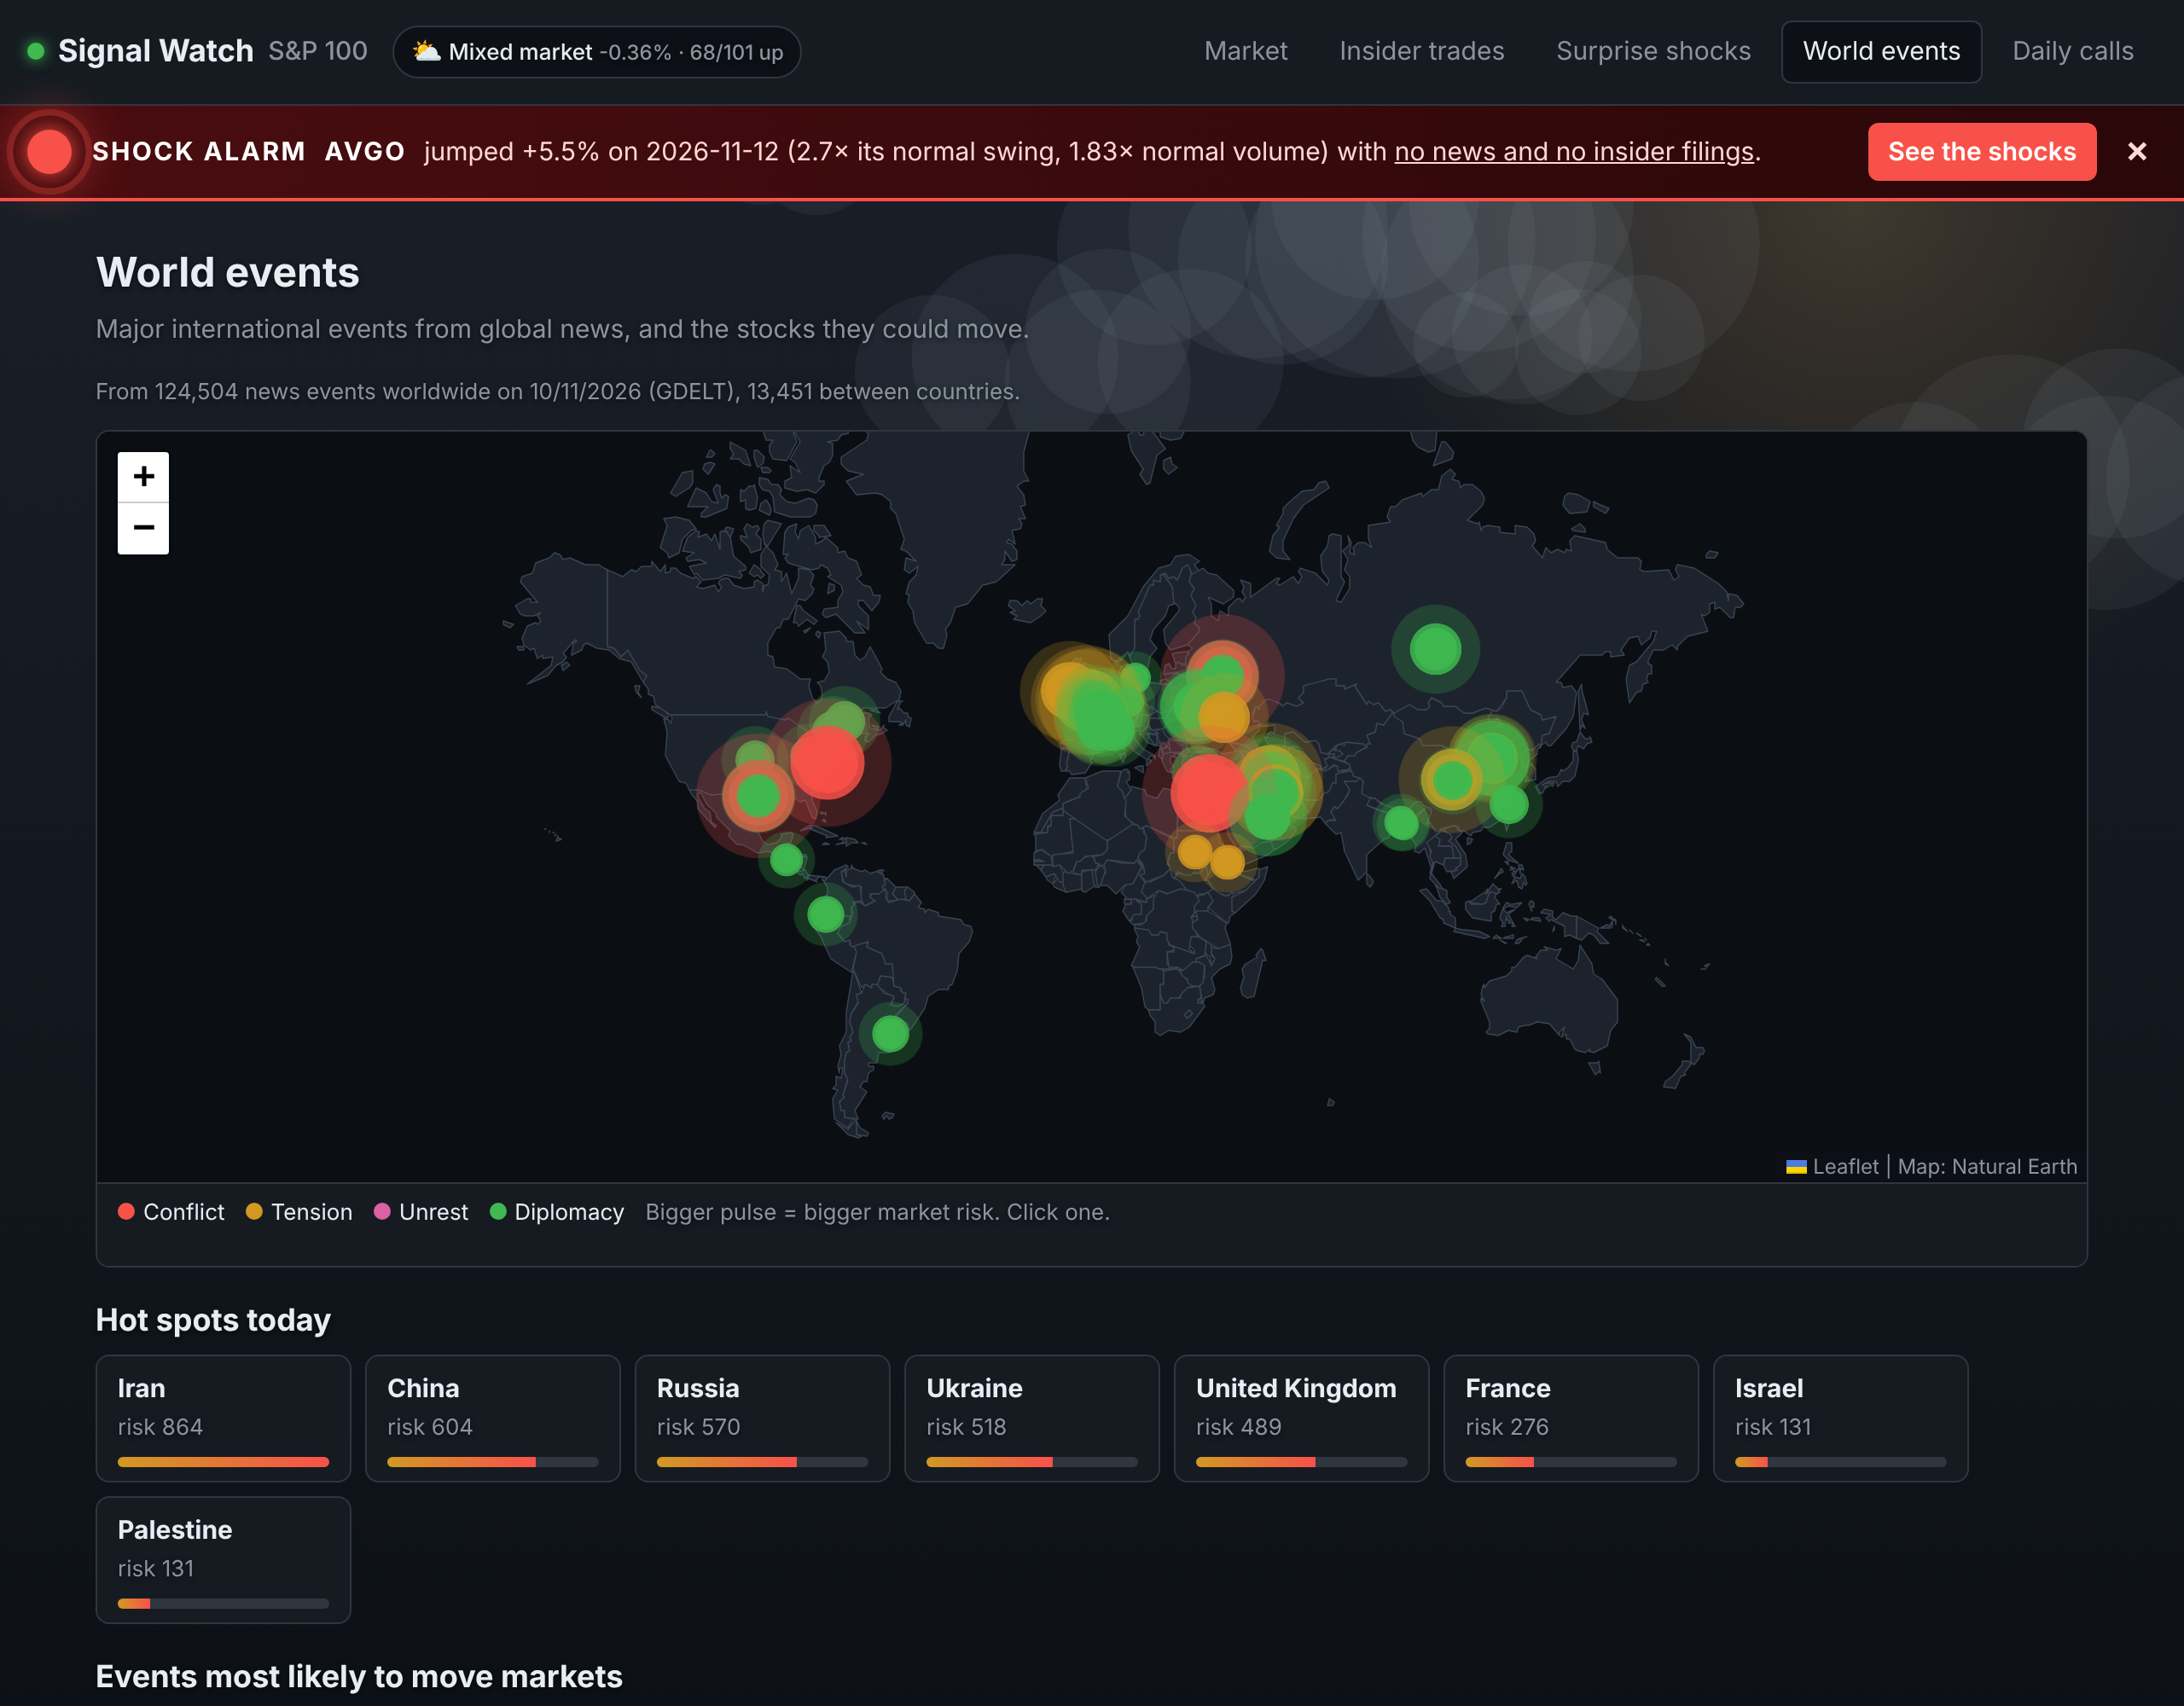 Signal Watch S&P 100 ⛅ Mixed market -0.36% · 68/101 up Market Insider trades Surprise shocks World events Daily calls
SHOCK ALARM AVGO jumped +5.5% on 2026-11-12 (2.7× its normal swing, 1.83× normal volume) with no news and no insider filings. See the shocks ×
World events
Major international events from global news, and the stocks they could move.
From 124,504 news events worldwide on 10/11/2026 (GDELT), 13,451 between countries.
+
−
Leaflet | Map: Natural Earth
Conflict Tension Unrest Diplomacy Bigger pulse = bigger market risk. Click one.
Hot spots today
Iran China Russia Ukraine United Kingdom France Israel
risk 864 risk 604 risk 570 risk 518 risk 489 risk 276 risk 131
Palestine
risk 131
Events most likely to move markets